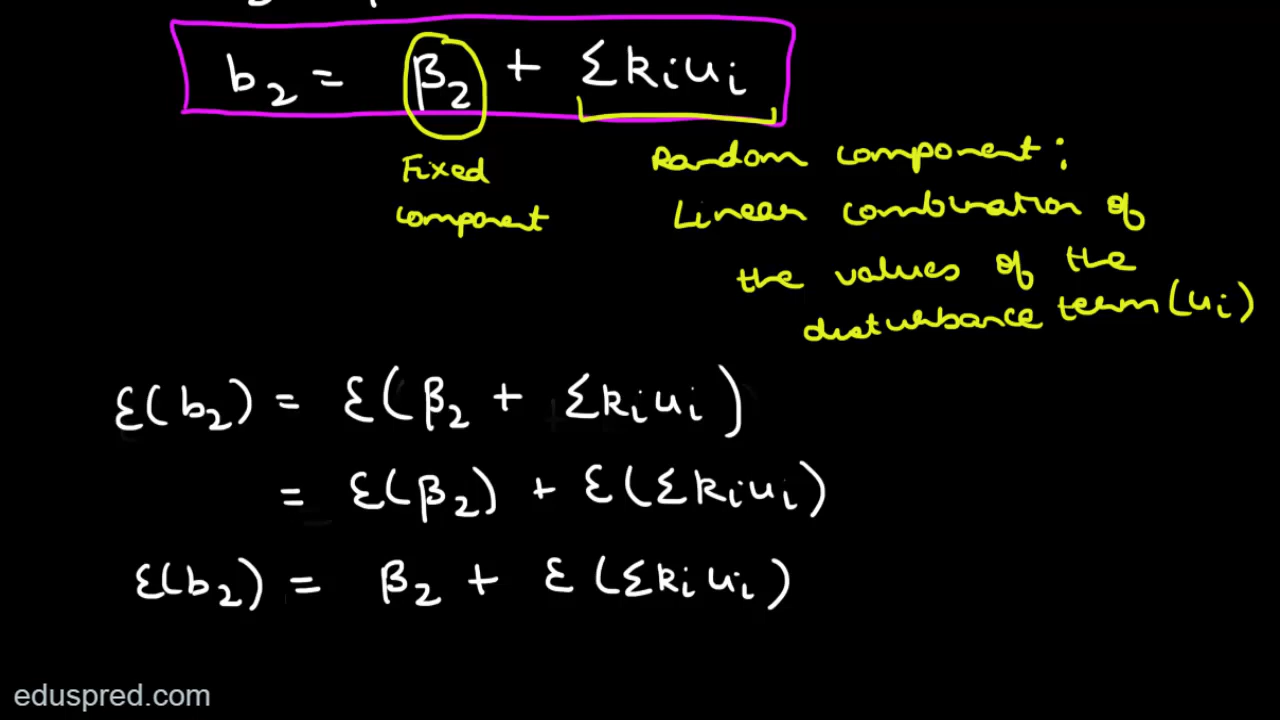 b₂ = β₂ + Σkᵢuᵢ
Fixed
component
Random component:
Linear combination of
the values of the
disturbance term (uᵢ)
Ɛ(b₂) = Ɛ(β₂ + Σkᵢuᵢ)
= Ɛ(β₂) + Ɛ(Σkᵢuᵢ)
Ɛ(b₂) = β₂ + Ɛ(Σkᵢuᵢ)
eduspred.com